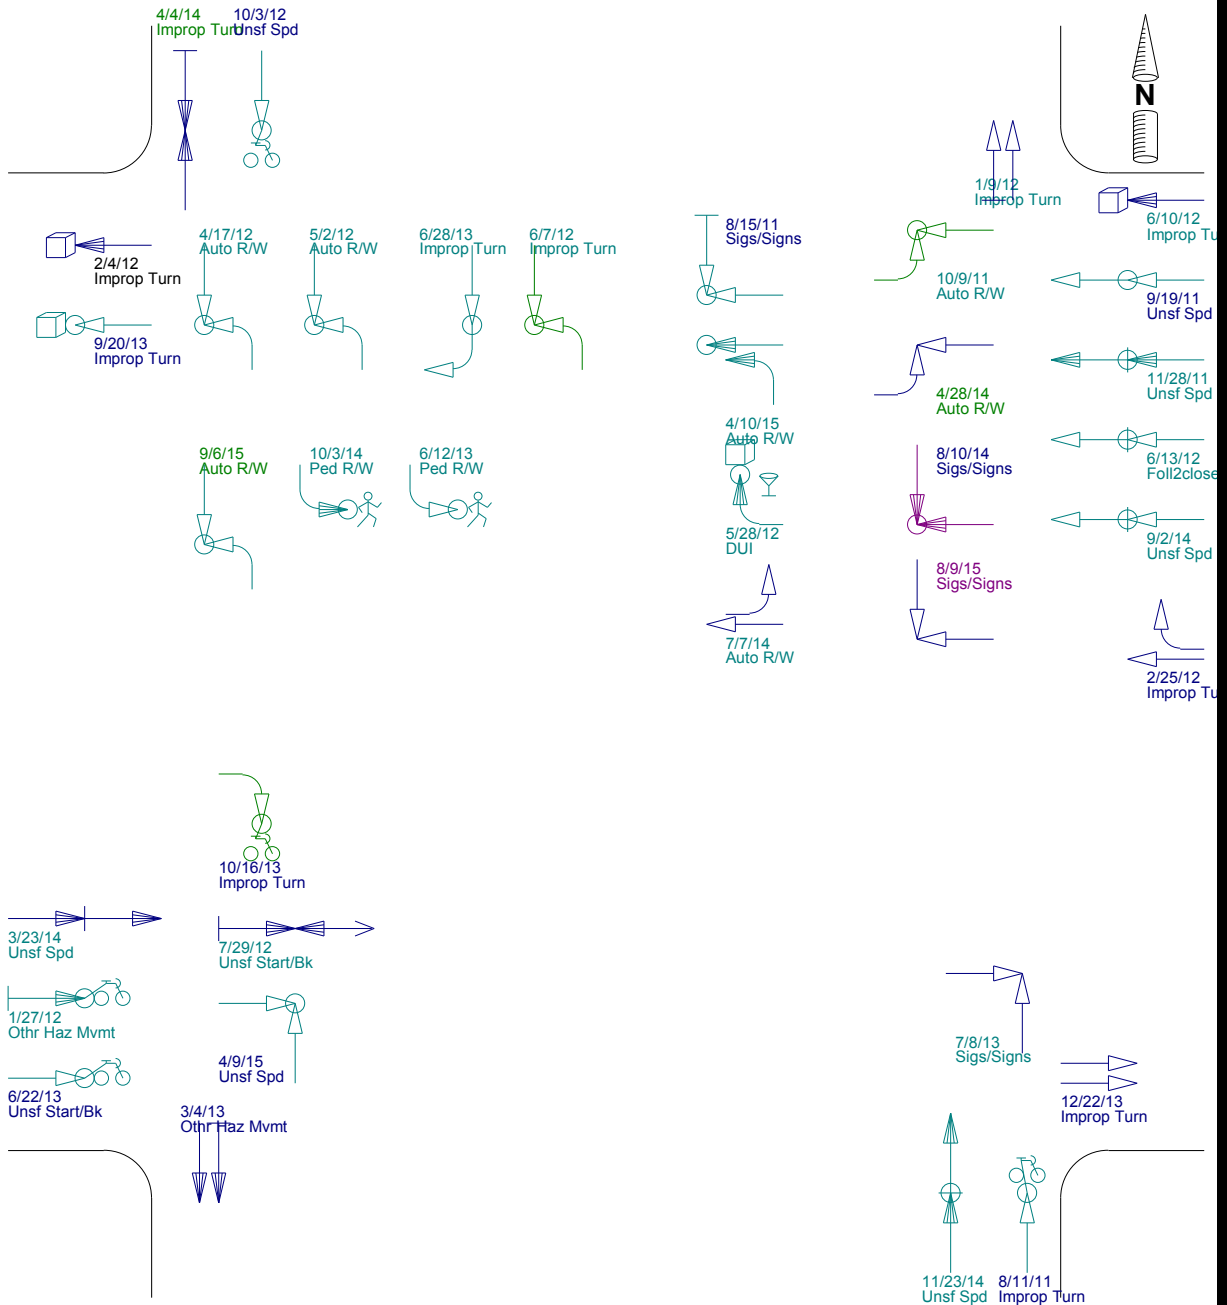 4/4/14
Improp Turn
10/3/12
Unsf Spd
N
1/9/12
Improp Turn
2/4/12
Improp Turn
4/17/12
Auto R/W
5/2/12
Auto R/W
6/28/13
Improp Turn
6/7/12
Improp Turn
8/15/11
Sigs/Signs
10/9/11
Auto R/W
6/10/12
Improp Tu
9/20/13
Improp Turn
9/19/11
Unsf Spd
4/28/14
Auto R/W
11/28/11
Unsf Spd
9/6/15
Auto R/W
10/3/14
Ped R/W
6/12/13
Ped R/W
4/10/15
Auto R/W
8/10/14
Sigs/Signs
6/13/12
Foll2close
5/28/12
DUI
8/9/15
Sigs/Signs
9/2/14
Unsf Spd
7/7/14
Auto R/W
2/25/12
Improp Tu
10/16/13
Improp Turn
3/23/14
Unsf Spd
7/29/12
Unsf Start/Bk
1/27/12
Othr Haz Mvmt
4/9/15
Unsf Spd
7/8/13
Sigs/Signs
6/22/13
Unsf Start/Bk
3/4/13
Othr Haz Mvmt
12/22/13
Improp Turn
11/23/14
Unsf Spd
8/11/11
Improp Turn